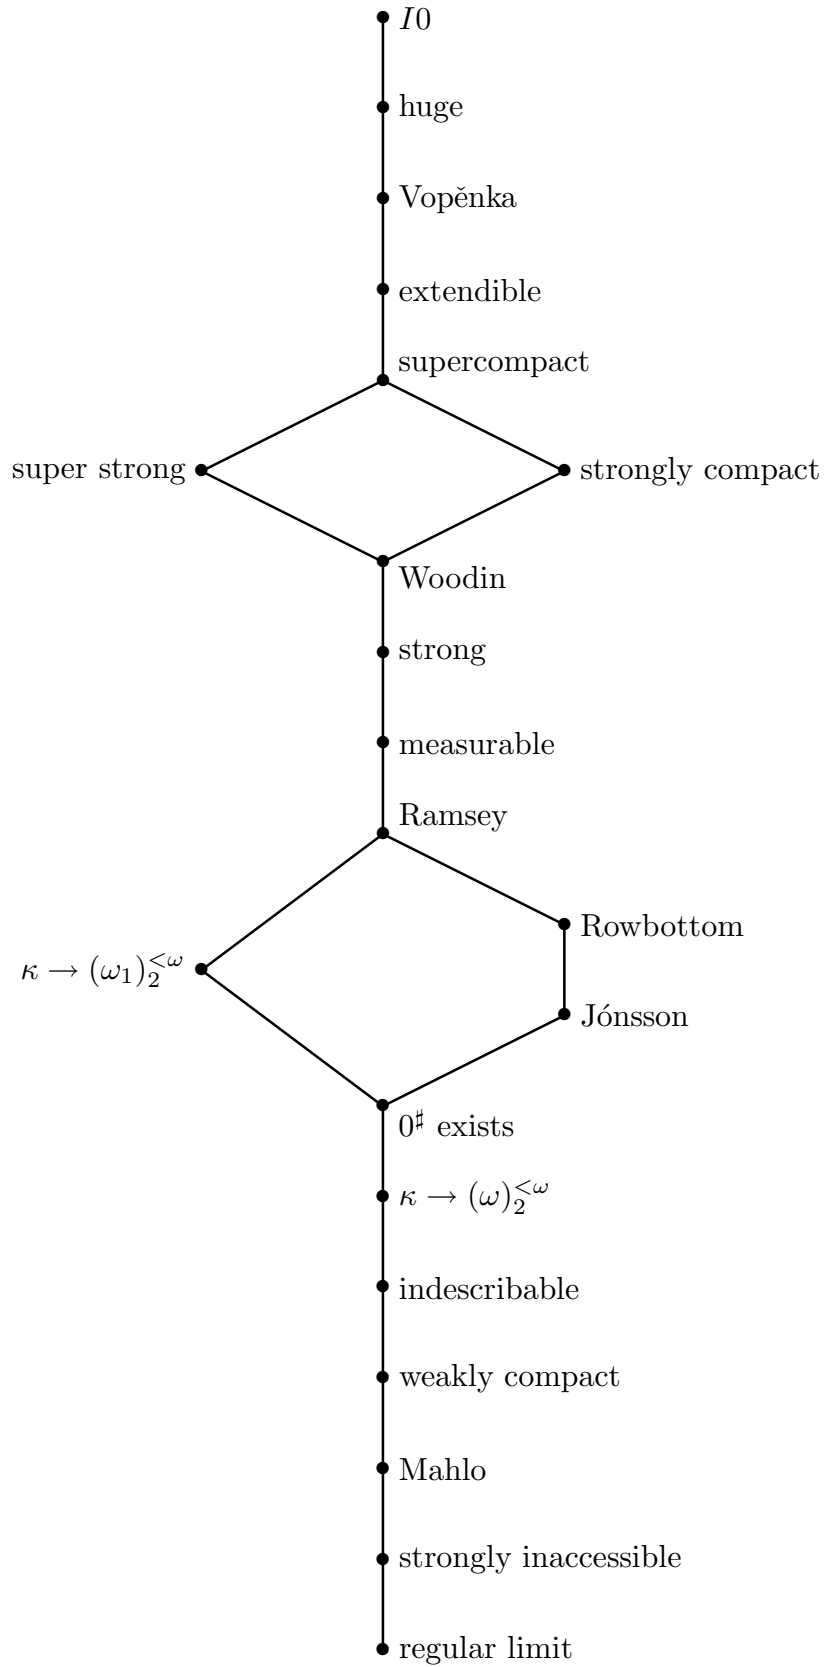 I0
huge
Vopěnka
extendible
supercompact
super strong
strongly compact
Woodin
strong
measurable
Ramsey
Rowbottom
κ → (ω₁)₂^{<ω}
Jónsson
0♯ exists
κ → (ω)₂^{<ω}
indescribable
weakly compact
Mahlo
strongly inaccessible
regular limit